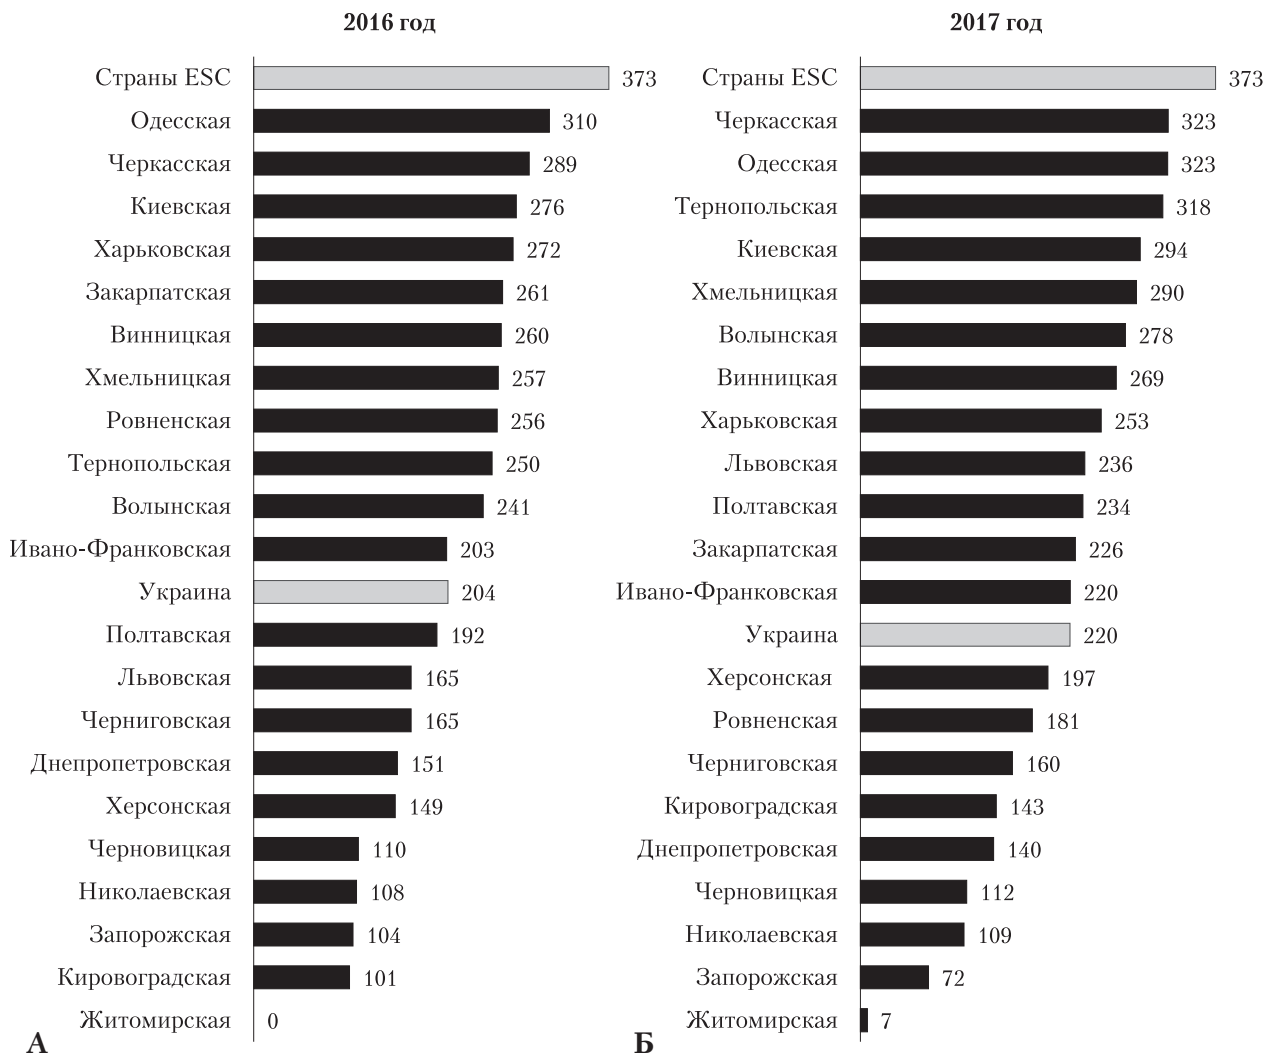 2016 год
Страны ESC 373
Одесская 310
Черкасская 289
Киевская 276
Харьковская 272
Закарпатская 261
Винницкая 260
Хмельницкая 257
Ровненская 256
Тернопольская 250
Волынская 241
Ивано-Франковская 203
Украина 204
Полтавская 192
Львовская 165
Черниговская 165
Днепропетровская 151
Херсонская 149
Черновицкая 110
Николаевская 108
Запорожская 104
Кировоградская 101
Житомирская 0
А
2017 год
Страны ESC 373
Черкасская 323
Одесская 323
Тернопольская 318
Киевская 294
Хмельницкая 290
Волынская 278
Винницкая 269
Харьковская 253
Львовская 236
Полтавская 234
Закарпатская 226
Ивано-Франковская 220
Украина 220
Херсонская 197
Ровненская 181
Черниговская 160
Кировоградская 143
Днепропетровская 140
Черновицкая 112
Николаевская 109
Запорожская 72
Житомирская 7
Б